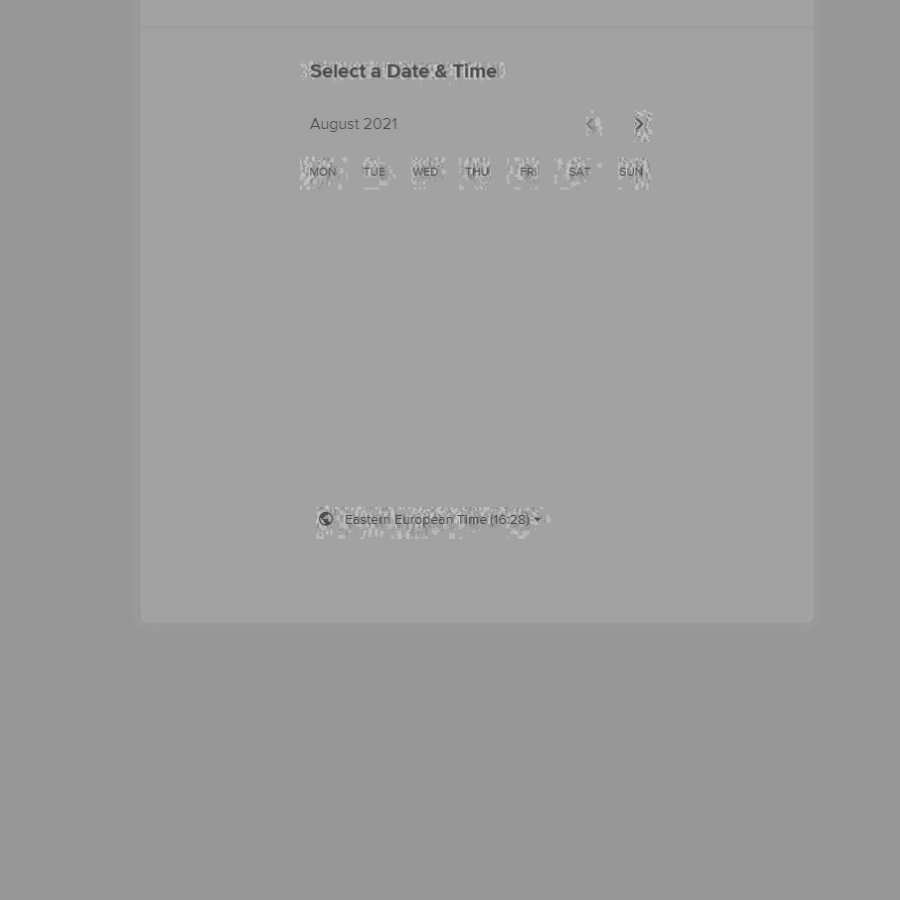 Select a Date & Time
August 2021
MON TUE WED THU FRI SAT SUN
Eastern European Time (16:28)